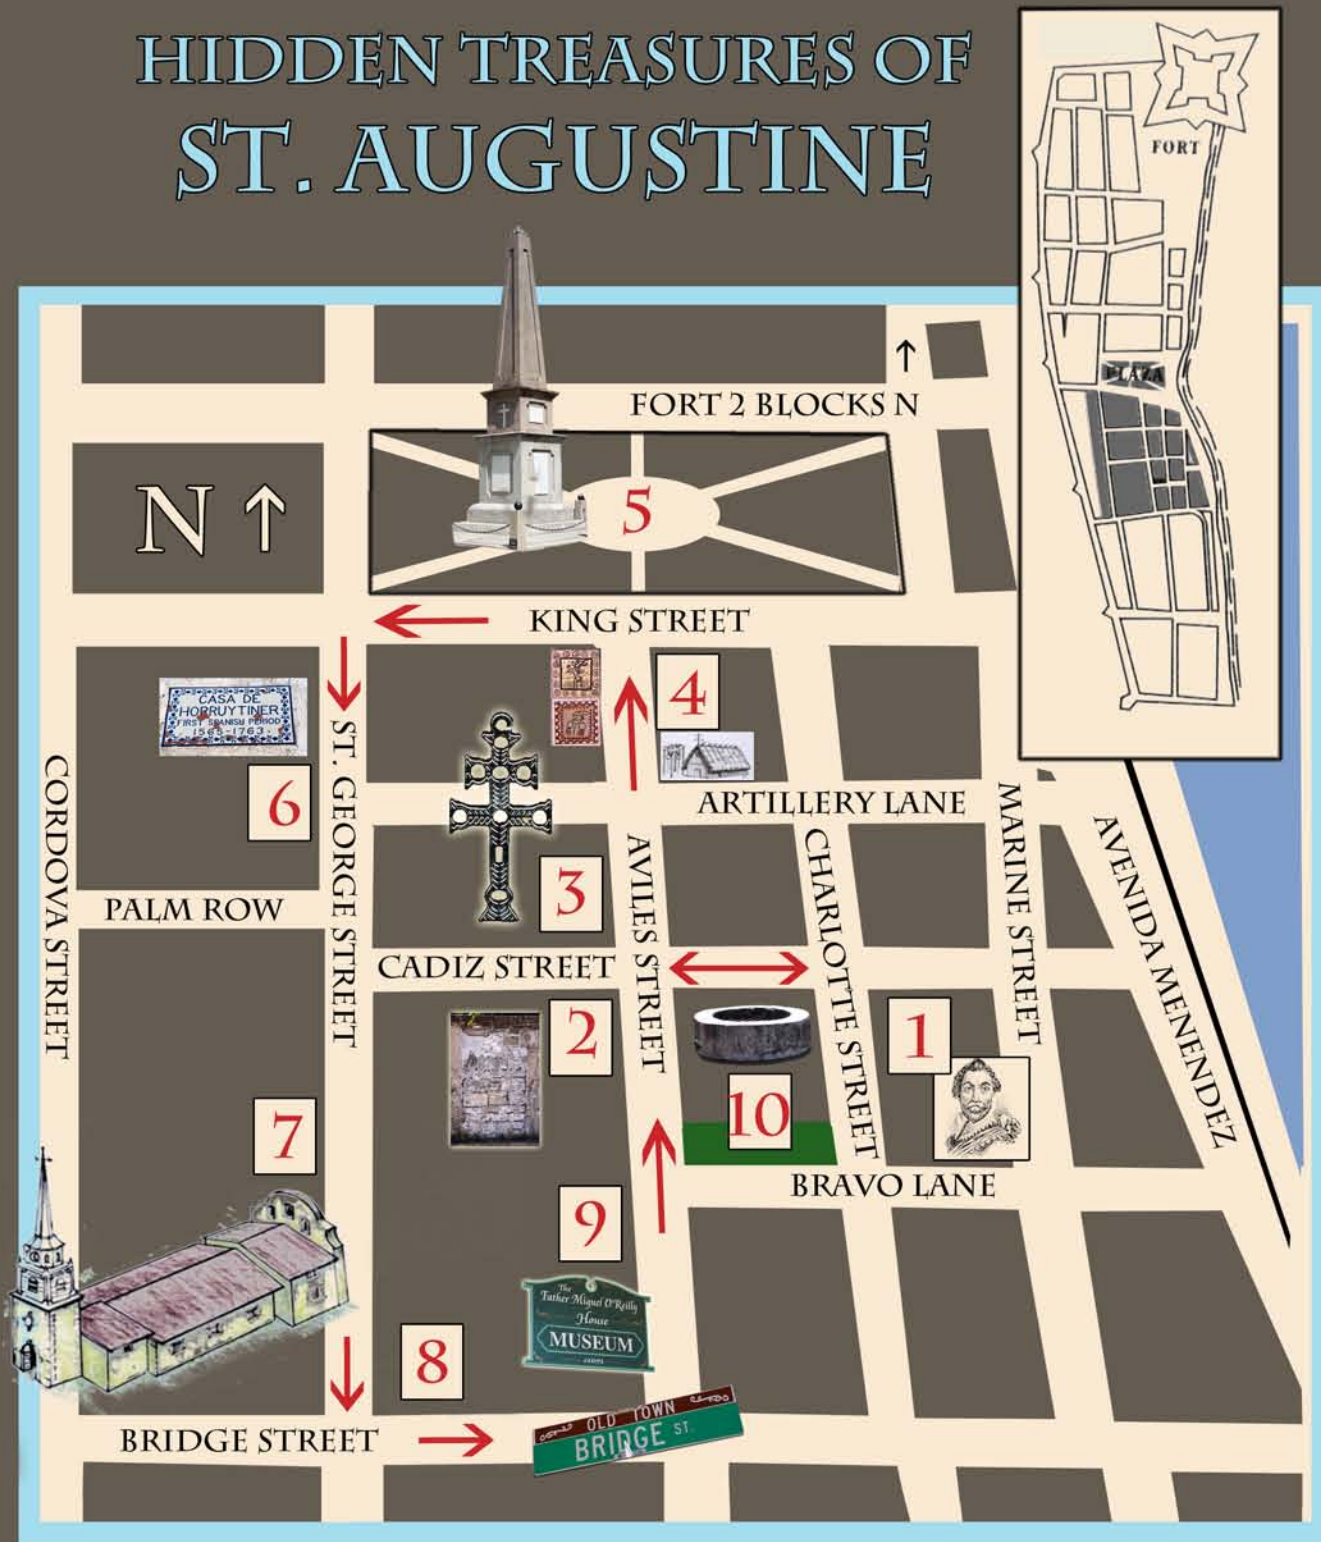 HIDDEN TREASURES OF
ST. AUGUSTINE
FORT
PLAZA
↑
FORT 2 BLOCKS N
N ↑
5
KING STREET
CASA DE
HORRUYTINER
FIRST SPANISH PERIOD
1565-1763
4
6
ARTILLERY LANE
3
CORDOVA STREET
ST. GEORGE STREET
AVILES STREET
CHARLOTTE STREET
MARINE STREET
AVENIDA MENENDEZ
PALM ROW
CADIZ STREET
2
1
10
7
BRAVO LANE
9
The
Father Miguel O'Reilly
House
MUSEUM
.com
8
OLD TOWN
BRIDGE ST.
BRIDGE STREET